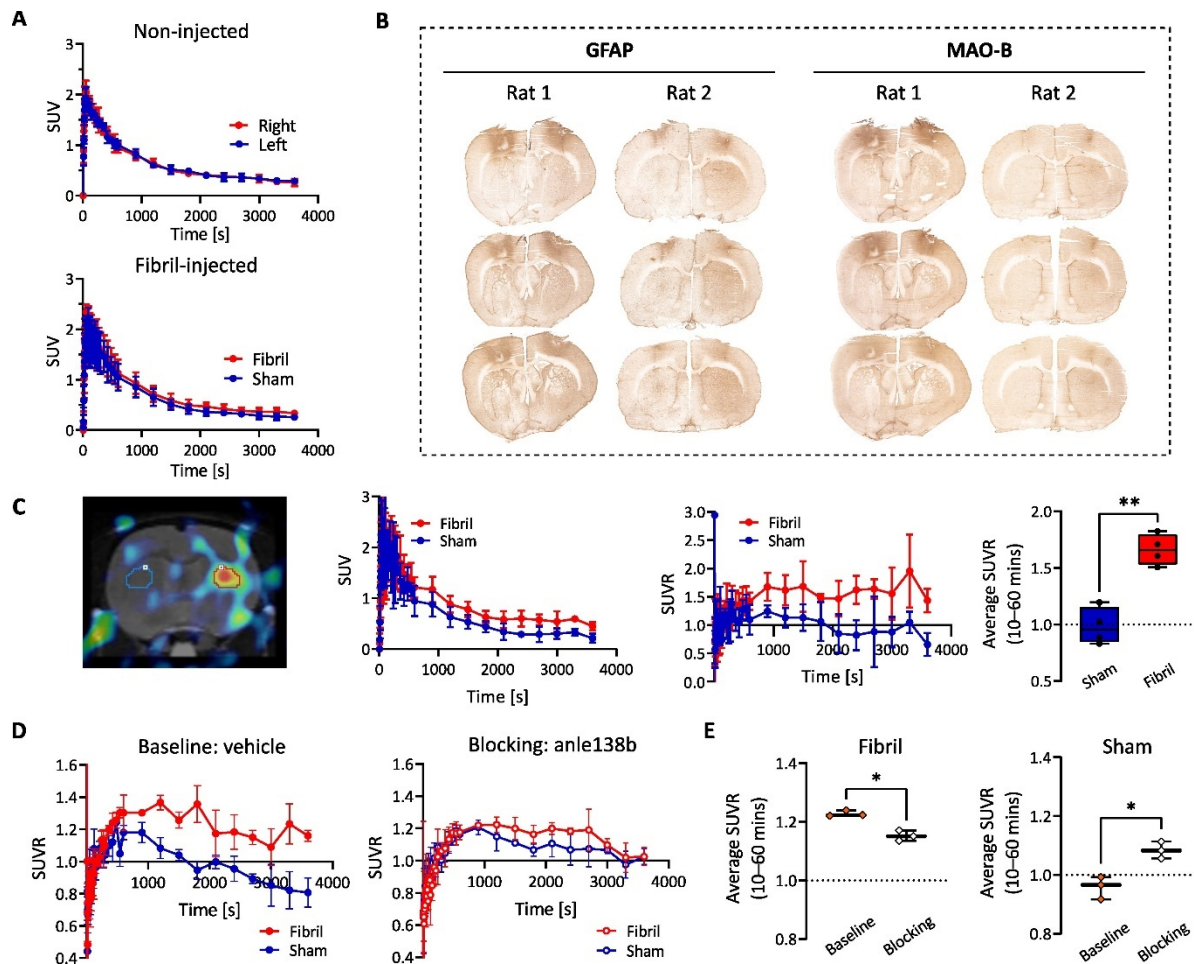 A
Non-injected
3
2
1
0
SUV
Right
Left
0 1000 2000 3000 4000
Time [s]
Fibril-injected
3
2
1
0
SUV
Fibril
Sham
0 1000 2000 3000 4000
Time [s]
B
GFAP MAO-B
Rat 1 Rat 2 Rat 1 Rat 2
C
3
2
1
0
SUV
Fibril
Sham
0 1000 2000 3000 4000
Time [s]
3.0
2.5
2.0
1.5
1.0
0.5
0.0
SUVR
Fibril
Sham
1000 2000 3000 4000
Time [s]
2.0
1.5
1.0
0.5
Average SUVR
(10–60 mins)
**
Sham Fibril
D
Baseline: vehicle
1.6
1.4
1.2
1.0
0.8
0.6
0.4
SUVR
1000 2000 3000 4000
Time [s]
Fibril
Sham
Blocking: anle138b
1.6
1.4
1.2
1.0
0.8
0.6
0.4
SUVR
1000 2000 3000 4000
Time [s]
Fibril
Sham
E
Fibril
1.4
1.2
1.0
0.8
Average SUVR
(10–60 mins)
*
Baseline Blocking
Sham
1.4
1.2
1.0
0.8
Average SUVR
(10–60 mins)
*
Baseline Blocking